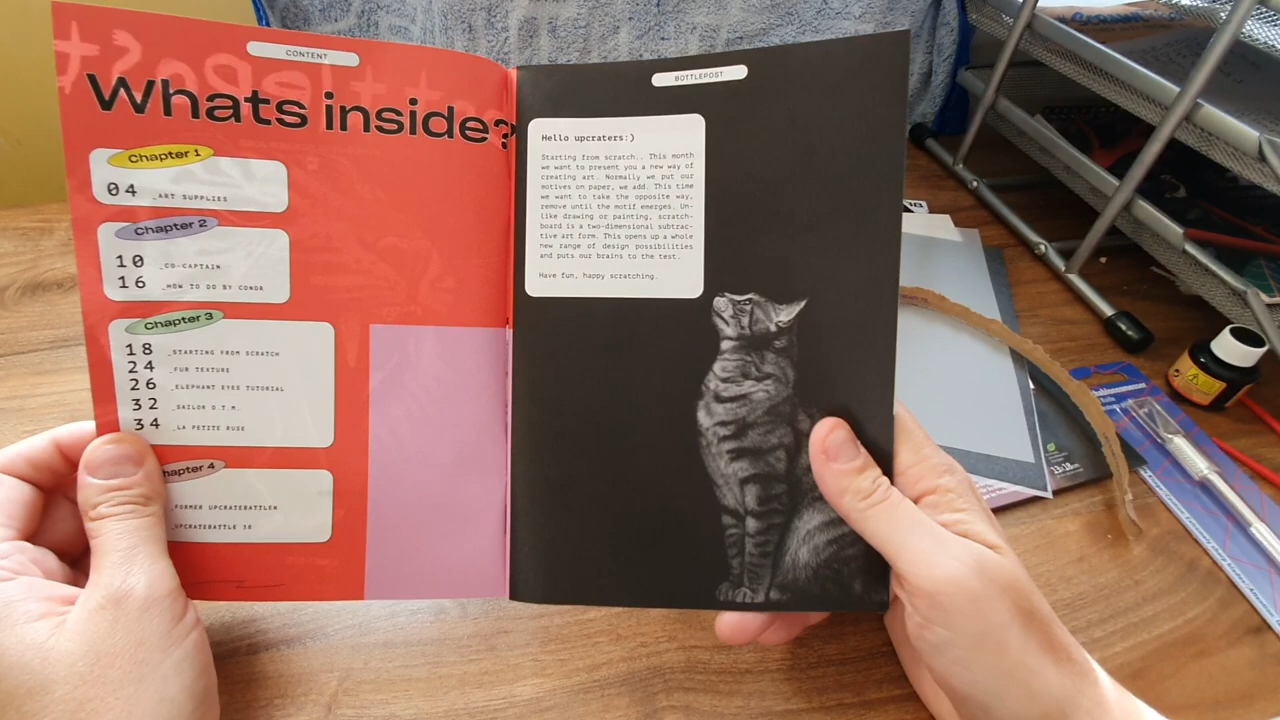 CONTENT
Whats inside?
Chapter 1
04 _ART SUPPLIES
Chapter 2
10 _CO-CAPTAIN
16 _HOW TO DO BY CONDR
Chapter 3
18 _STARTING FROM SCRATCH
24 _FUR TEXTURE
26 _ELEPHANT EYES TUTORIAL
32 _SAILOR O.T.M.
34 _LA PETITE RUSE
hapter 4
_FORMER UPCRATEBATTLEN
_UPCRATEBATTLE 38
BOTTLEPOST
Hello upcraters:)
Starting from scratch.. This month
we want to present you a new way of
creating art. Normally we put our
motives on paper, we add. This time
we want to take the opposite way,
remove until the motif emerges. Un-
like drawing or painting, scratch-
board is a two-dimensional subtrac-
tive art form. This opens up a whole
new range of design possibilities
and puts our brains to the test.
Have fun, happy scratching.
23x18cm